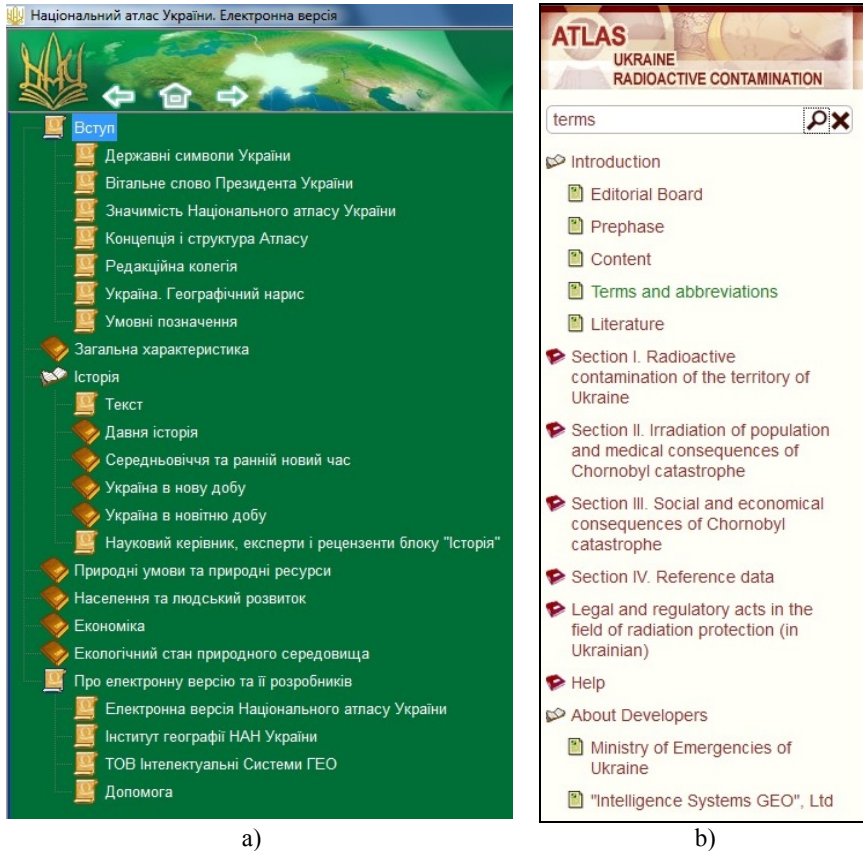 Національний атлас України. Електронна версія
НАУ
Вступ
Державні символи України
Вітальне слово Президента України
Значимість Національного атласу України
Концепція і структура Атласу
Редакційна колегія
Україна. Географічний нарис
Умовні позначення
Загальна характеристика
Історія
Текст
Давня історія
Середньовіччя та ранній новий час
Україна в нову добу
Україна в новітню добу
Науковий керівник, експерти і рецензенти блоку "Історія"
Природні умови та природні ресурси
Населення та людський розвиток
Економіка
Екологічний стан природного середовища
Про електронну версію та її розробників
Електронна версія Національного атласу України
Інститут географії НАН України
ТОВ Інтелектуальні Системи ГЕО
Допомога
a)
ATLAS
UKRAINE
RADIOACTIVE CONTAMINATION
terms
Introduction
Editorial Board
Prephase
Content
Terms and abbreviations
Literature
Section I. Radioactive
contamination of the territory of
Ukraine
Section II. Irradiation of population
and medical consequences of
Chornobyl catastrophe
Section III. Social and economical
consequences of Chornobyl
catastrophe
Section IV. Reference data
Legal and regulatory acts in the
field of radiation protection (in
Ukrainian)
Help
About Developers
Ministry of Emergencies of
Ukraine
"Intelligence Systems GEO", Ltd
b)